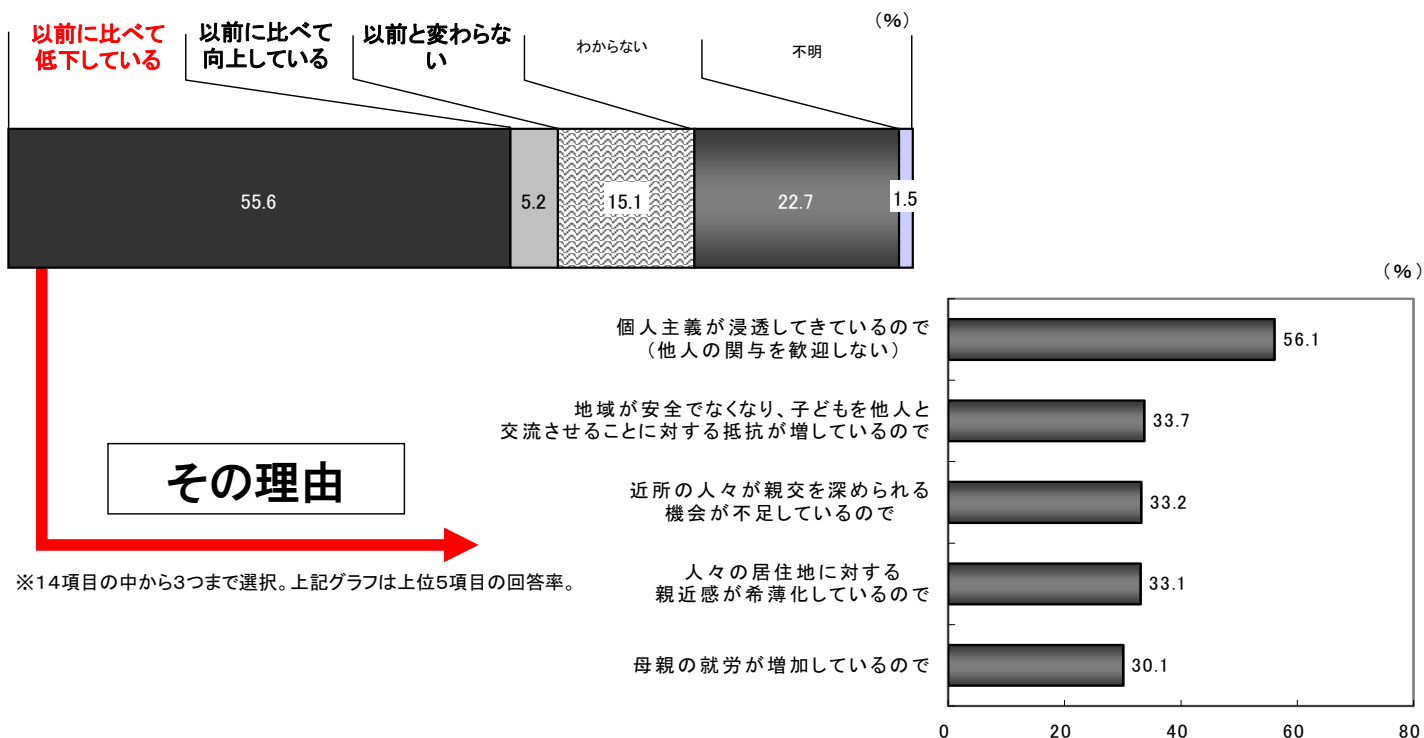 （％）
以前に比べて
低下している
以前に比べて
向上している
以前と変わらな
い
わからない
不明
55.6
5.2
15.1
22.7
1.5
（％）
個人主義が浸透してきているので
（他人の関与を歓迎しない）
56.1
地域が安全でなくなり、子どもを他人と
交流させることに対する抵抗が増しているので
33.7
その理由
近所の人々が親交を深められる
機会が不足しているので
33.2
※14項目の中から3つまで選択。上記グラフは上位5項目の回答率。
人々の居住地に対する
親近感が希薄化しているので
33.1
母親の就労が増加しているので
30.1
0 20 40 60 80